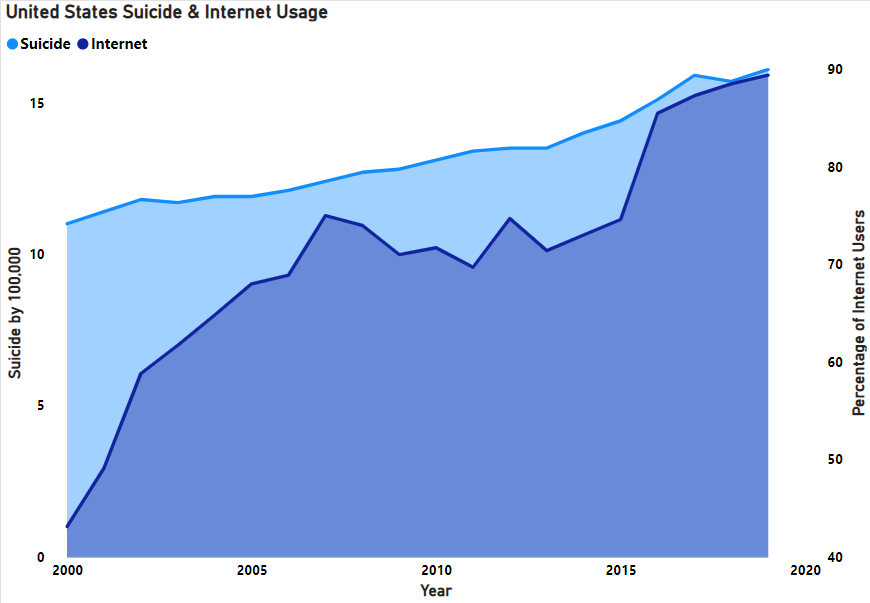 United States Suicide & Internet Usage
Suicide Internet
90
15
80
10
70
60
5
50
0
40
2000 2005 2010 2015 2020
Year
Suicide by 100,000
Percentage of Internet Users